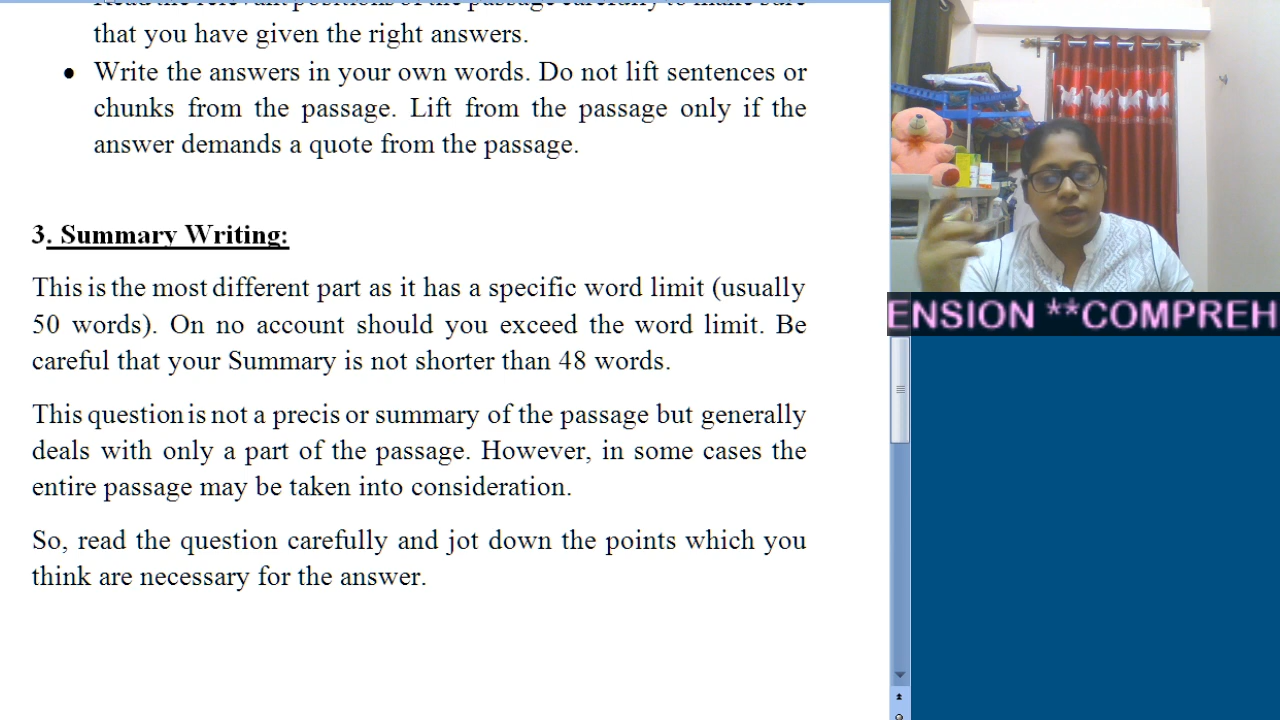 that you have given the right answers.
• Write the answers in your own words. Do not lift sentences or
chunks from the passage. Lift from the passage only if the
answer demands a quote from the passage.
3. Summary Writing:
This is the most different part as it has a specific word limit (usually
50 words). On no account should you exceed the word limit. Be
careful that your Summary is not shorter than 48 words.
This question is not a precis or summary of the passage but generally
deals with only a part of the passage. However, in some cases the
entire passage may be taken into consideration.
So, read the question carefully and jot down the points which you
think are necessary for the answer.
ENSION **COMPREH